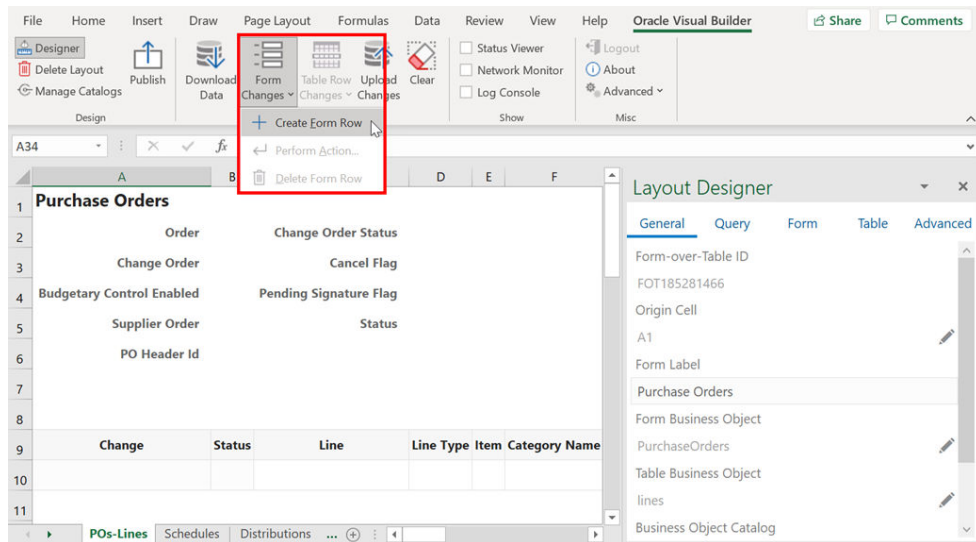 File Home Insert Draw Page Layout Formulas Data Review View Help Oracle Visual Builder Share Comments
Designer
Delete Layout
Manage Catalogs
Publish
Download Data
Form Changes
Table Row Changes
Upload Changes
Clear
Status Viewer
Network Monitor
Log Console
Logout
About
Advanced
Design Show Misc
Create Form Row
Perform Action...
Delete Form Row
A34 fx
A B D E F
1 Purchase Orders
2 Order Change Order Status
3 Change Order Cancel Flag
4 Budgetary Control Enabled Pending Signature Flag
5 Supplier Order Status
6 PO Header Id
7
8
9 Change Status Line Line Type Item Category Name
10
11
POs-Lines Schedules Distributions ...
Layout Designer
General Query Form Table Advanced
Form-over-Table ID
FOT185281466
Origin Cell
A1
Form Label
Purchase Orders
Form Business Object
PurchaseOrders
Table Business Object
lines
Business Object Catalog